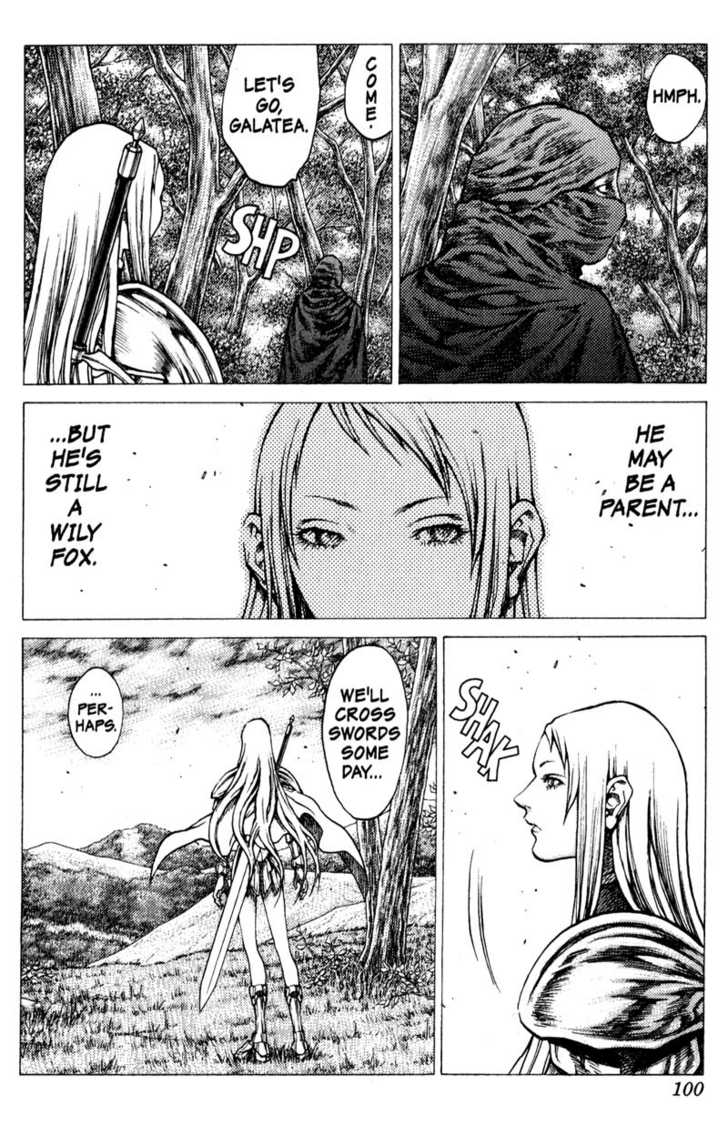 HMPH.
COME.
LET'S
GO,
GALATEA.
SHP
HE
MAY
BE A
PARENT...
...BUT
HE'S
STILL
A
WILY
FOX.
SHAK
WE'LL
CROSS
SWORDS
SOME
DAY...
...
PER-
HAPS.
100